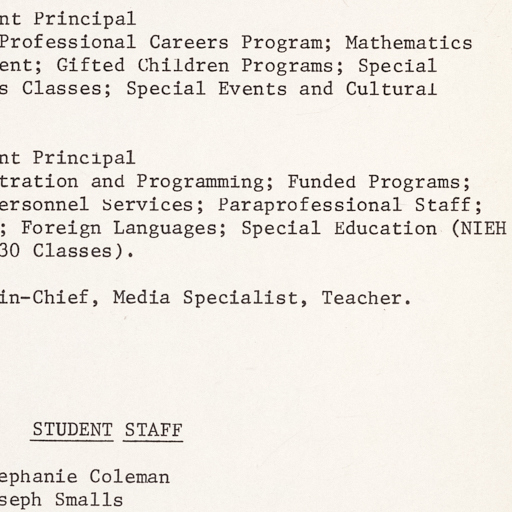 nt Principal
Professional Careers Program; Mathematics
ent; Gifted Children Programs; Special
s Classes; Special Events and Cultural
nt Principal
tration and Programming; Funded Programs;
ersonnel Services; Paraprofessional Staff;
; Foreign Languages; Special Education (NIEH
30 Classes).
in-Chief, Media Specialist, Teacher.
STUDENT STAFF
ephanie Coleman
seph Smalls